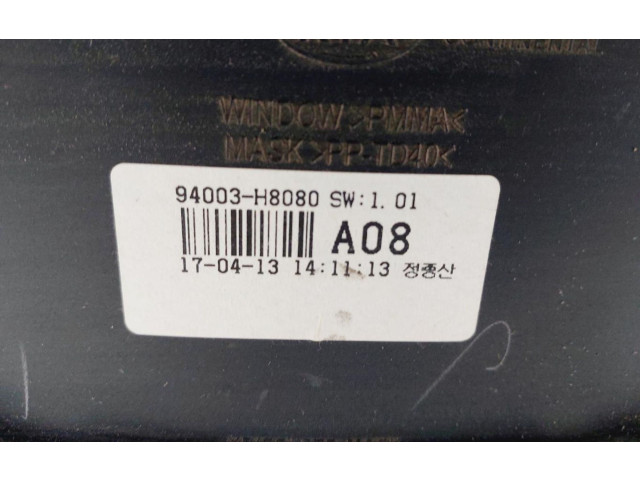 WINDOW >PMMA<
MASK >PP-TD40<
94003-H8080 SW:1.01
A08
17-04-13 14:11:13 정종산